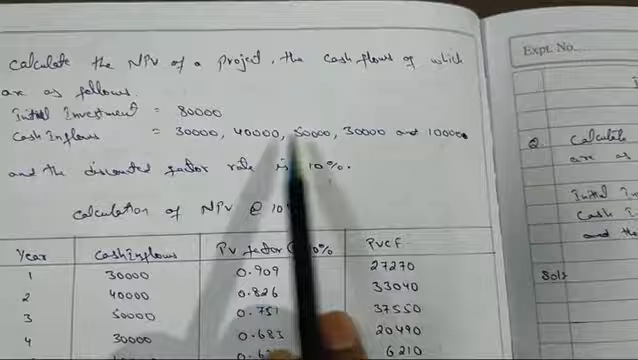 Calculate the NPV of a project, the cash flows of which
are as follows.
Initial Investment = 80000
Cash Inflows = 30000, 40000, 50000, 30000 and 10000
and the discounted factor rate is 10%.
Calculation of NPV @ 10%
Year Cash inflows PV factor @ 10% PVCF
1 30000 0.909 27270
2 40000 0.826 33040
3 50000 0.751 37550
4 30000 0.683 20490
6210
Expt. No.
Q. Calculate
are as
Initial
Cash I
and the
Sol: